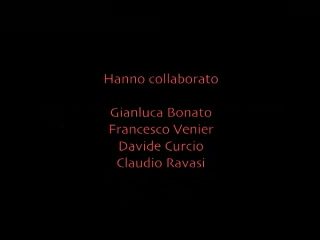 Hanno collaborato
Gianluca Bonato
Francesco Venier
Davide Curcio
Claudio Ravasi